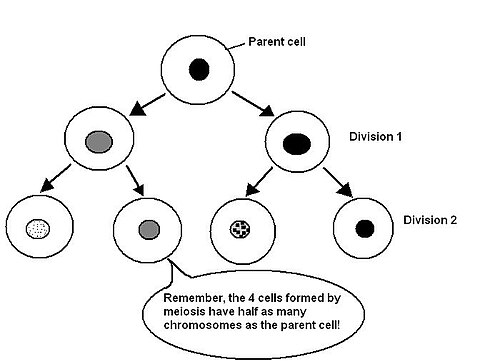 Parent cell
Division 1
Division 2
Remember, the 4 cells formed by
meiosis have half as many
chromosomes as the parent cell!